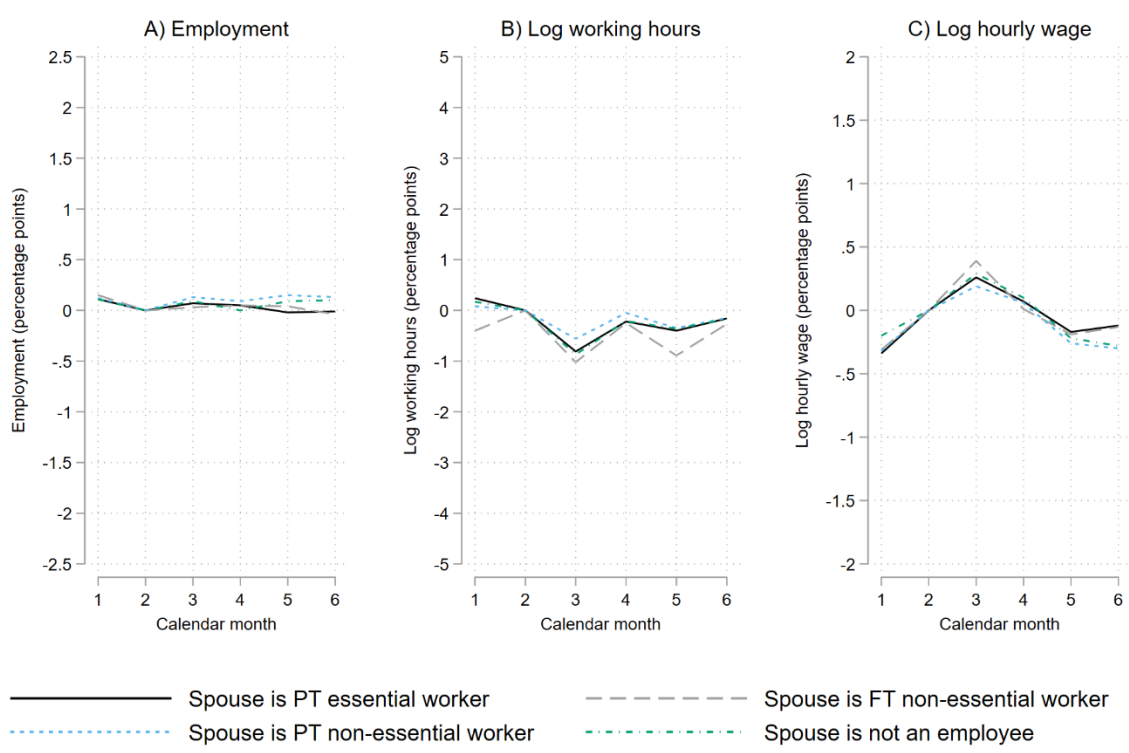 A) Employment
2.5
2
1.5
1
.5
0
-.5
-1
-1.5
-2
-2.5
Employment (percentage points)
1 2 3 4 5 6
Calendar month
B) Log working hours
5
4
3
2
1
0
-1
-2
-3
-4
-5
Log working hours (percentage points)
1 2 3 4 5 6
Calendar month
C) Log hourly wage
2
1.5
1
.5
0
-.5
-1
-1.5
-2
Log hourly wage (percentage points)
1 2 3 4 5 6
Calendar month
Spouse is PT essential worker
Spouse is FT non-essential worker
Spouse is PT non-essential worker
Spouse is not an employee